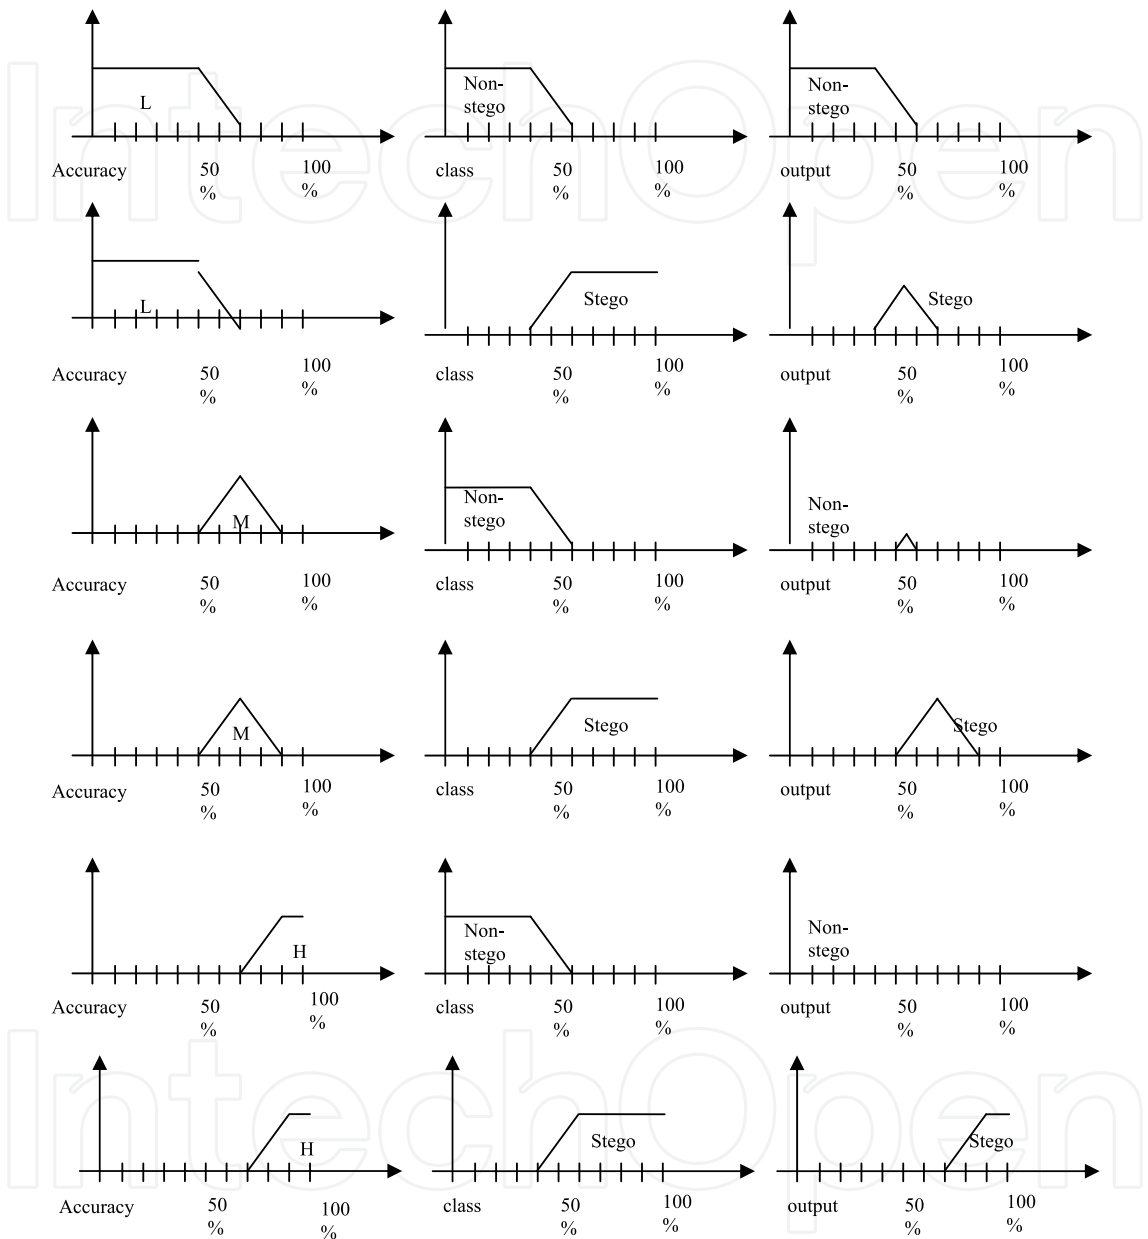 L
Non-
stego
Non-
stego
Accuracy 50
% 100
%
class 50
% 100
%
output 50
% 100
%
L
Stego
Stego
Accuracy 50
% 100
%
class 50
% 100
%
output 50
% 100
%
M
Non-
stego
Non-
stego
Accuracy 50
% 100
%
class 50
% 100
%
output 50
% 100
%
M
Stego
Stego
Accuracy 50
% 100
%
class 50
% 100
%
output 50
% 100
%
H
Non-
stego
Non-
stego
Accuracy 50
% 100
%
class 50
% 100
%
output 50
% 100
%
H
Stego
Stego
Accuracy 50
% 100
%
class 50
% 100
%
output 50
% 100
%
IntechOpen
IntechOpen